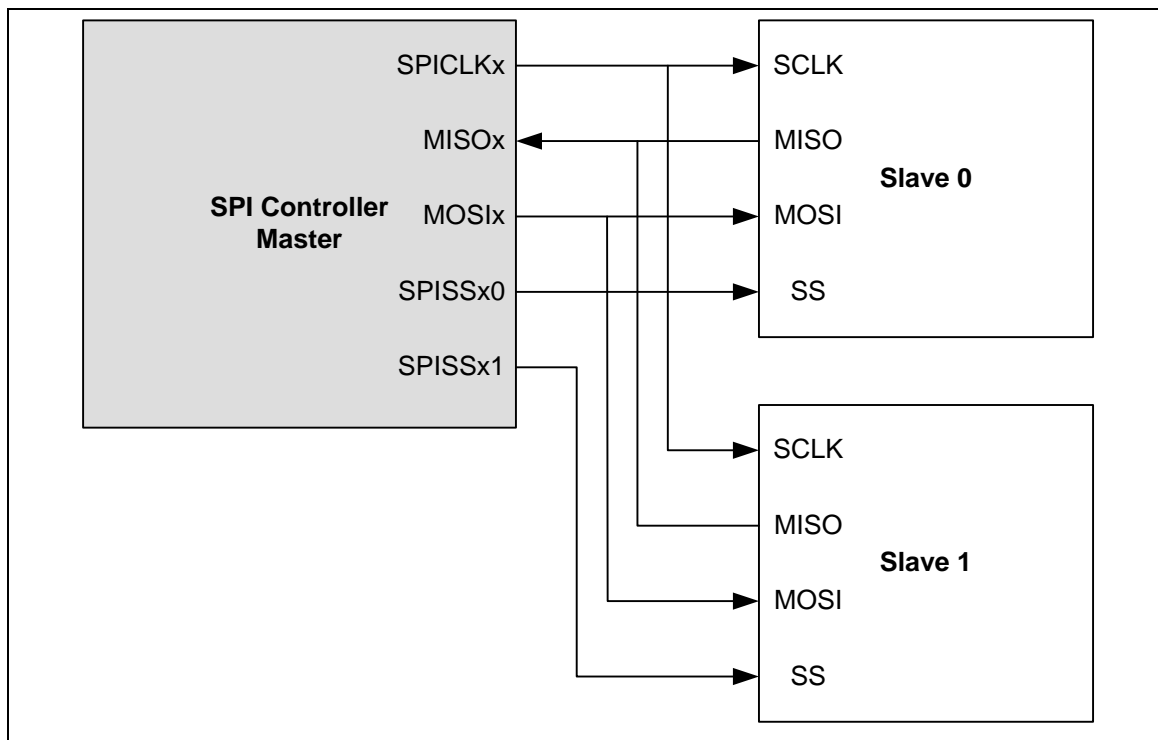 SPICLKx
MISOx
SPI Controller
Master
MOSIx
SPISSx0
SPISSx1
SCLK
MISO
Slave 0
MOSI
SS
SCLK
MISO
Slave 1
MOSI
SS